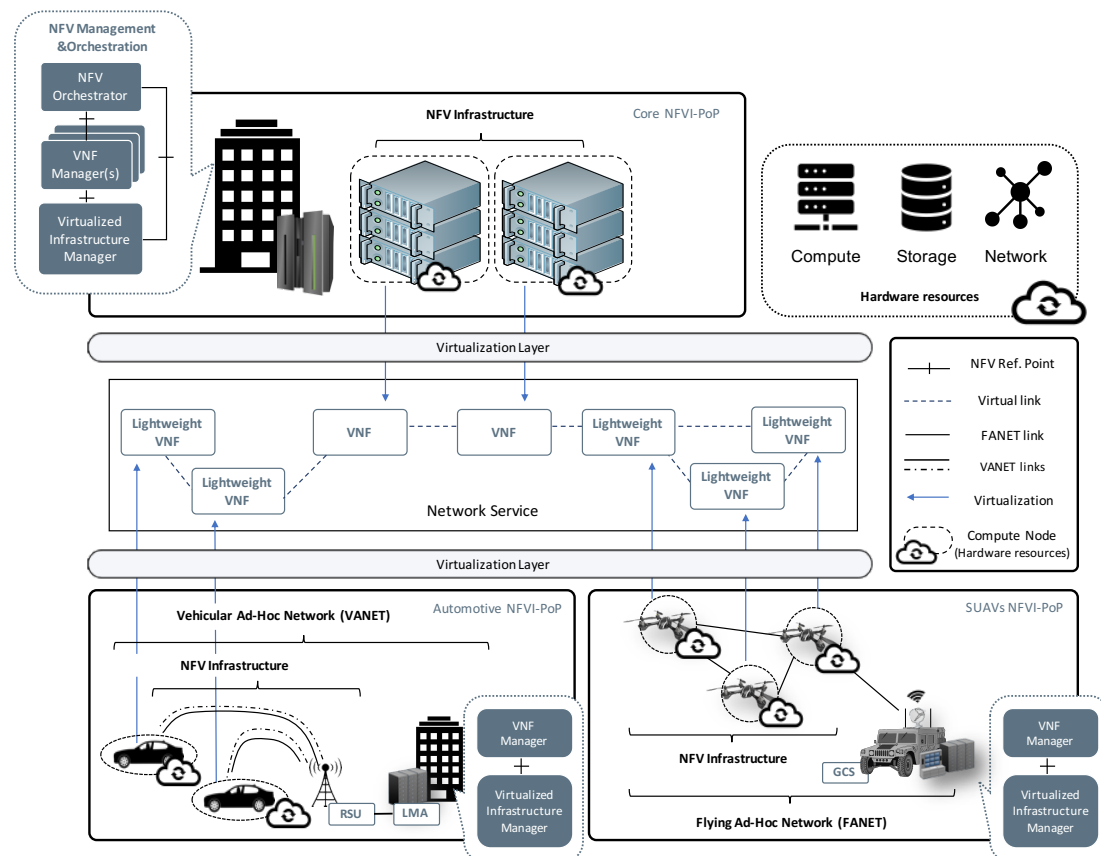 NFV Management
&Orchestration
NFV
Orchestrator
VNF
Manager(s)
Virtualized
Infrastructure
Manager
NFV Infrastructure
Core NFVI-PoP
Compute
Storage
Network
Hardware resources
Virtualization Layer
NFV Ref. Point
Virtual link
FANET link
VANET links
Virtualization
Compute Node
(Hardware resources)
Lightweight
VNF
Lightweight
VNF
VNF
VNF
Lightweight
VNF
Lightweight
VNF
Lightweight
VNF
Network Service
Virtualization Layer
Automotive NFVI-PoP
Vehicular Ad-Hoc Network (VANET)
NFV Infrastructure
RSU
LMA
VNF
Manager
Virtualized
Infrastructure
Manager
SUAVs NFVI-PoP
NFV Infrastructure
GCS
Flying Ad-Hoc Network (FANET)
VNF
Manager
Virtualized
Infrastructure
Manager